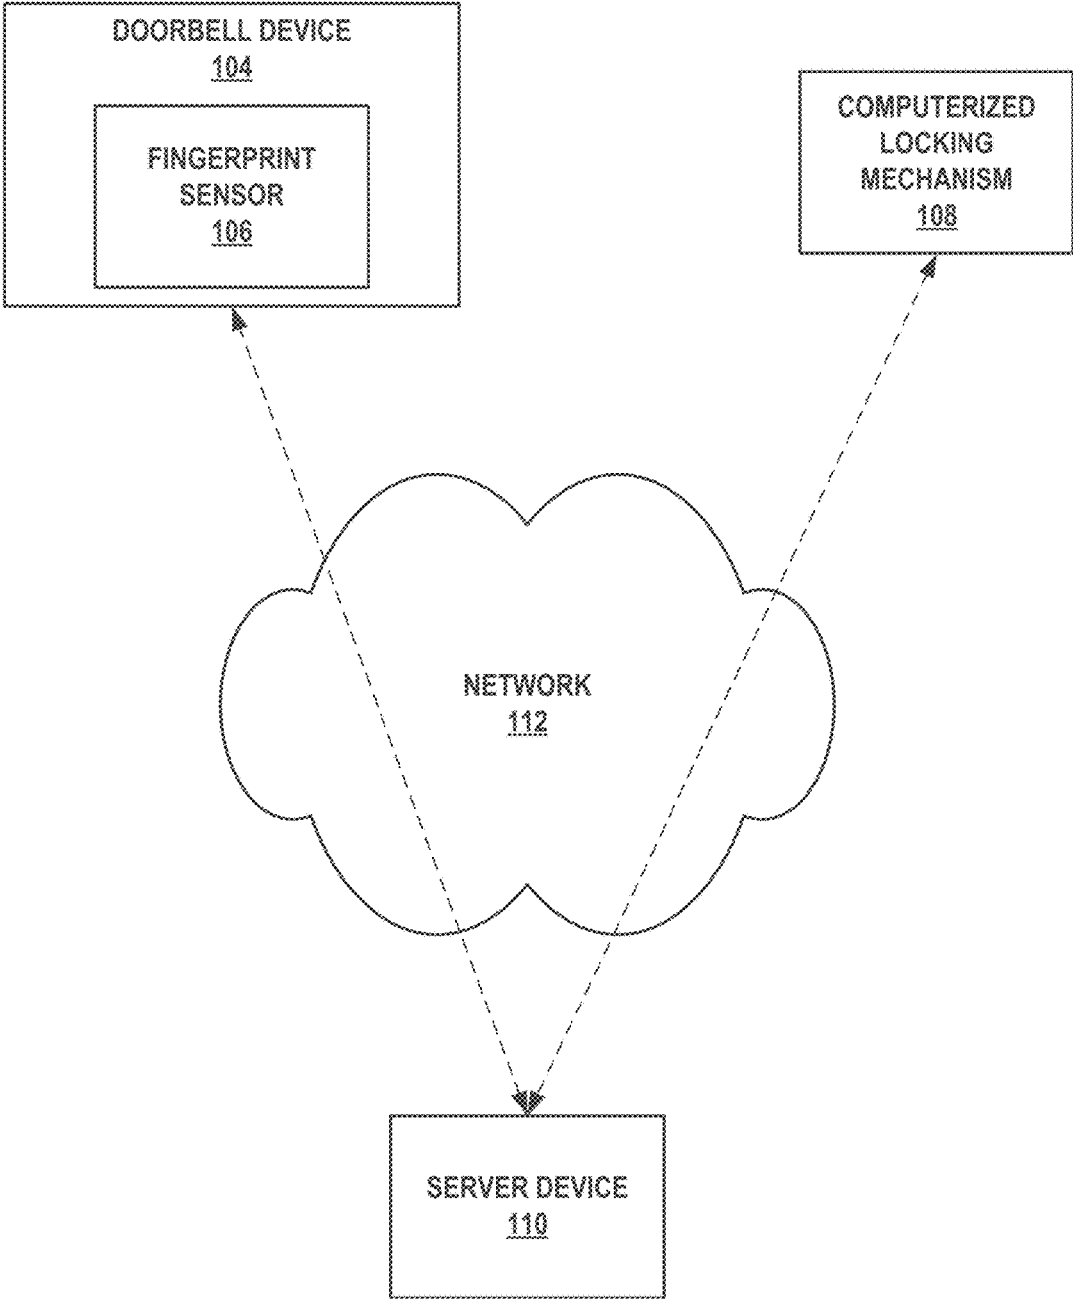 DOORBELL DEVICE
104
FINGERPRINT
SENSOR
106
COMPUTERIZED
LOCKING
MECHANISM
108
NETWORK
112
SERVER DEVICE
110